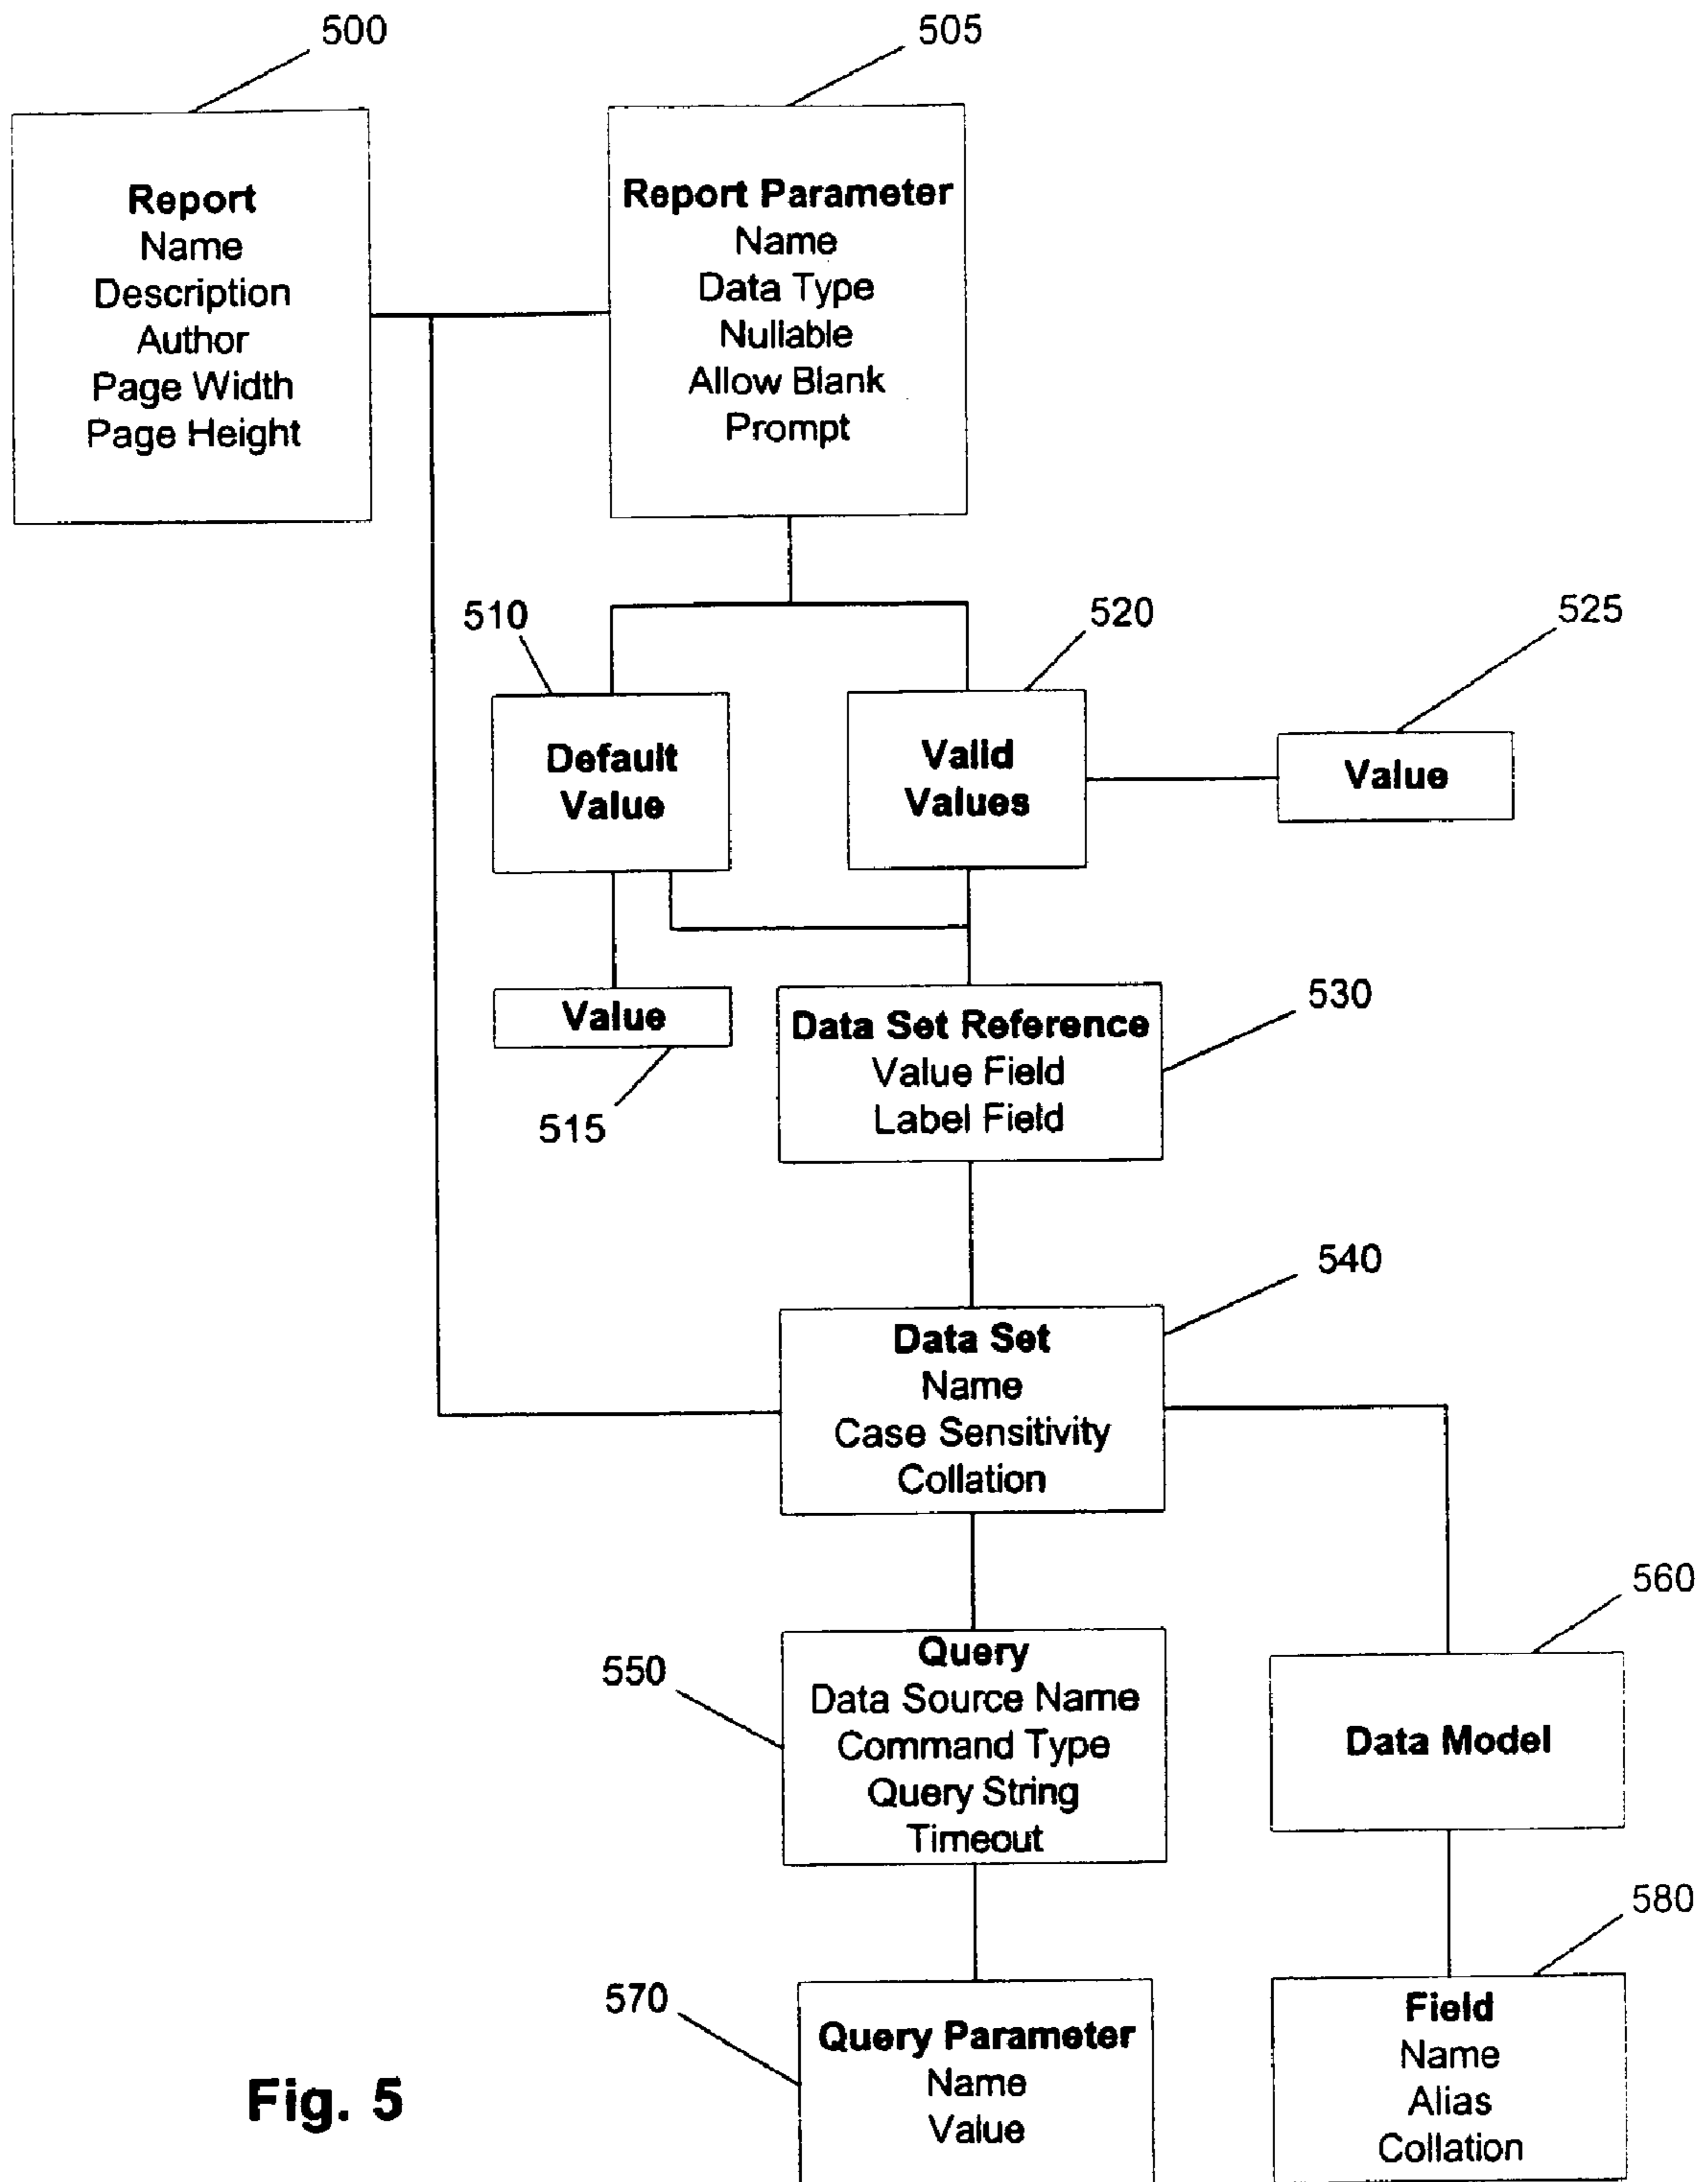 500
505
Report
Name
Description
Author
Page Width
Page Height
Report Parameter
Name
Data Type
Nullable
Allow Blank
Prompt
510
520
525
Default
Value
Valid
Values
Value
Value
515
Data Set Reference
Value Field
Label Field
530
540
Data Set
Name
Case Sensitivity
Collation
550
Query
Data Source Name
Command Type
Query String
Timeout
560
Data Model
570
Query Parameter
Name
Value
580
Field
Name
Alias
Collation
Fig. 5